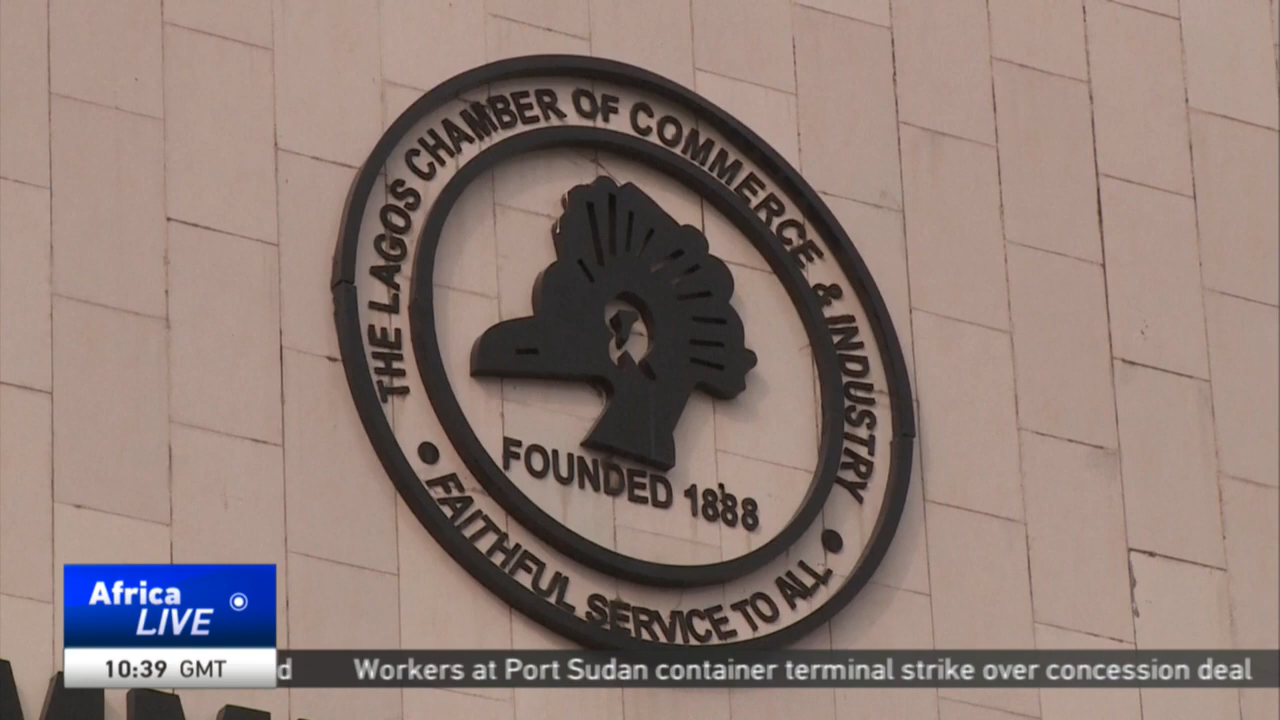 THE LAGOS CHAMBER OF COMMERCE & INDUSTRY
FOUNDED 1888
• FAITHFUL SERVICE TO ALL •
Africa
LIVE
10:39 GMT
Workers at Port Sudan container terminal strike over concession deal